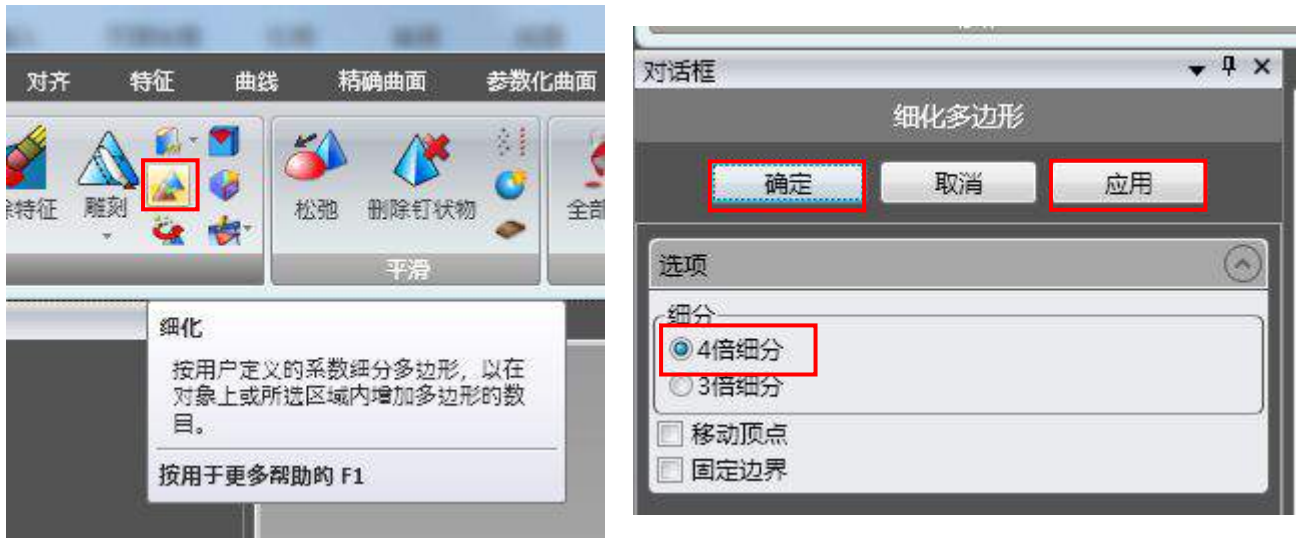 对齐 特征 曲线 精确曲面 参数化曲面
特征 雕刻 松弛 删除钉状物 全部
平滑
细化
按用户定义的系数细分多边形，以在
对象上或所选区域内增加多边形的数
目。
按用于更多帮助的 F1
对话框
细化多边形
确定 取消 应用
选项
细分
4倍细分
3倍细分
移动顶点
固定边界